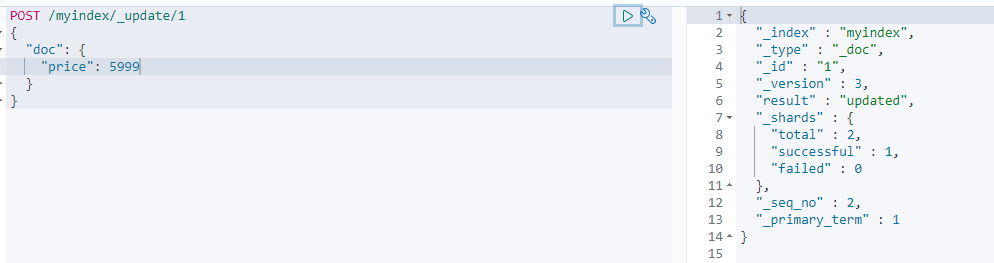 POST /myindex/_update/1
{
  "doc": {
    "price": 5999
  }
}
1 {
2   "_index" : "myindex",
3   "_type" : "_doc",
4   "_id" : "1",
5   "_version" : 3,
6   "result" : "updated",
7   "_shards" : {
8     "total" : 2,
9     "successful" : 1,
10     "failed" : 0
11   },
12   "_seq_no" : 2,
13   "_primary_term" : 1
14 }
15